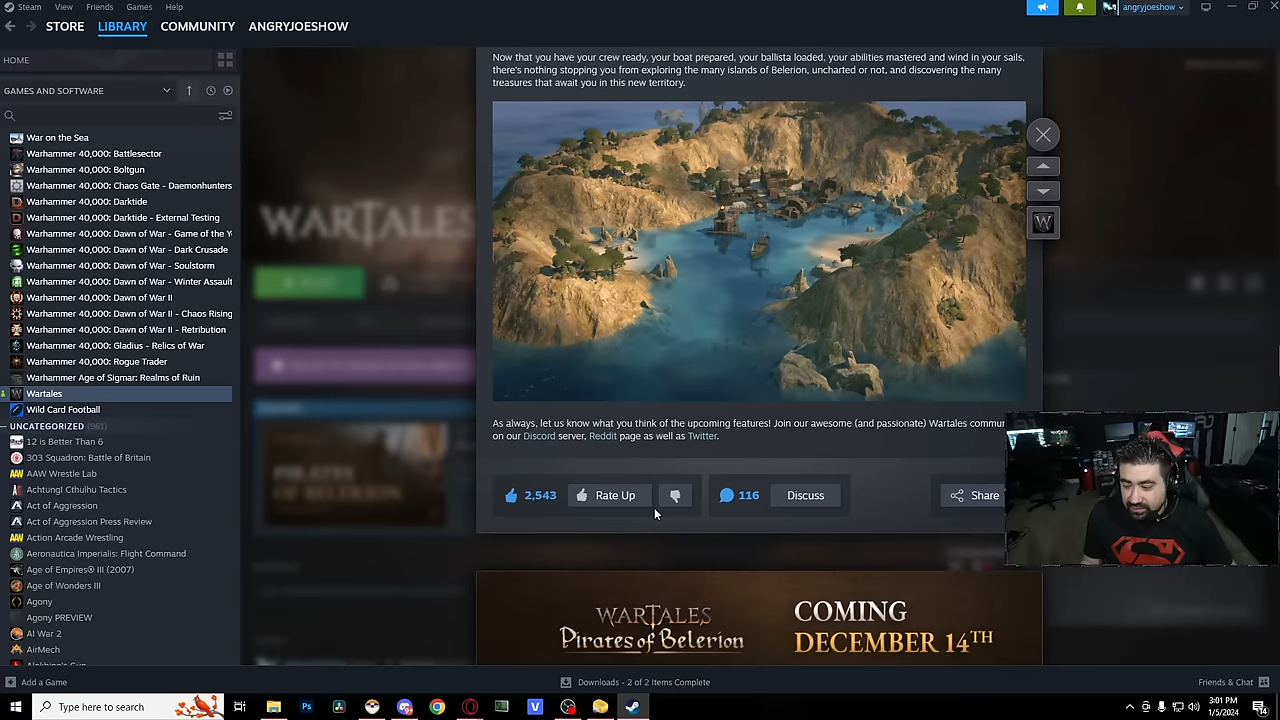 Steam View Friends Games Help
angryjoeshow
STORE LIBRARY COMMUNITY ANGRYJOESHOW
HOME
GAMES AND SOFTWARE
War on the Sea
Warhammer 40,000: Battlesector
Warhammer 40,000: Boltgun
Warhammer 40,000: Chaos Gate - Daemonhunters
Warhammer 40,000: Darktide
Warhammer 40,000: Darktide - External Testing
Warhammer 40,000: Dawn of War - Game of the Y
Warhammer 40,000: Dawn of War - Dark Crusade
Warhammer 40,000: Dawn of War - Soulstorm
Warhammer 40,000: Dawn of War - Winter Assault
Warhammer 40,000: Dawn of War II
Warhammer 40,000: Dawn of War II - Chaos Rising
Warhammer 40,000: Dawn of War II - Retribution
Warhammer 40,000: Gladius - Relics of War
Warhammer 40,000: Rogue Trader
Warhammer Age of Sigmar: Realms of Ruin
Wartales
Wild Card Football
UNCATEGORIZED (961)
12 is Better Than 6
303 Squadron: Battle of Britain
AAW Wrestle Lab
Achtung! Cthulhu Tactics
Act of Aggression
Act of Aggression Press Review
Action Arcade Wrestling
Aeronautica Imperialis: Flight Command
Age of Empires® III (2007)
Age of Wonders III
Agony
Agony PREVIEW
AI War 2
AirMech
WARTALES
PIRATES
OF BELERION
Now that you have your crew ready, your boat prepared, your ballista loaded, your abilities mastered and wind in your sails,
there's nothing stopping you from exploring the many islands of Belerion, uncharted or not, and discovering the many
treasures that await you in this new territory.
W
As always, let us know what you think of the upcoming features! Join our awesome (and passionate) Wartales commun
on our Discord server, Reddit page as well as Twitter.
2,543 Rate Up 116 Discuss Share
WARTALES
Pirates of Belerion
COMING
DECEMBER 14TH
Add a Game
Downloads - 2 of 2 Items Complete
Friends & Chat
Type here to search
3:01 PM
1/5/2024